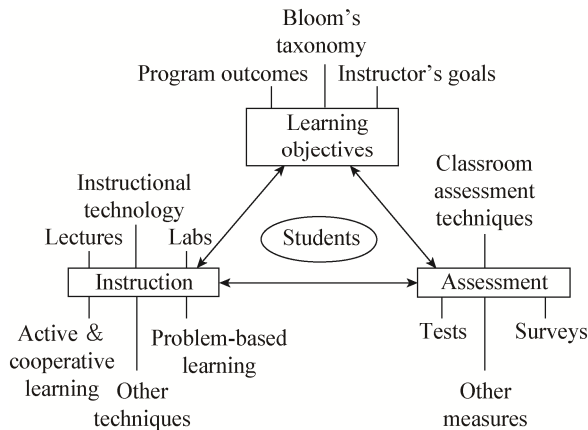 Bloom's
taxonomy
Program outcomes
Instructor's goals
Learning
objectives
Instructional
technology
Lectures
Labs
Students
Classroom
assessment
techniques
Instruction
Assessment
Active &
cooperative
learning
Problem-based
learning
Other
techniques
Tests
Surveys
Other
measures